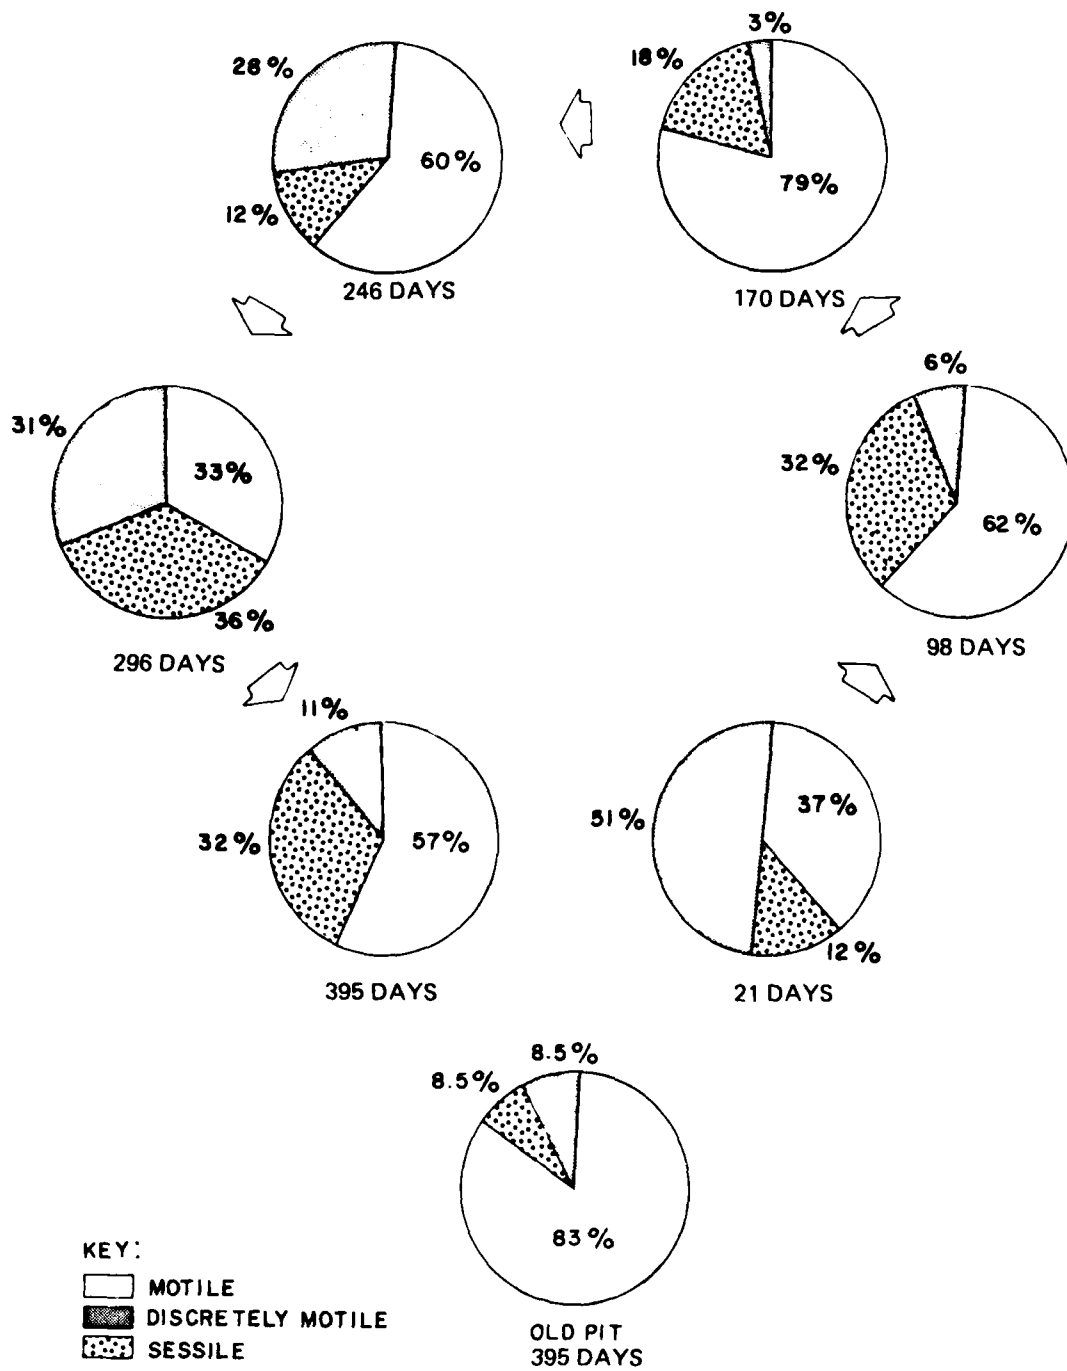 3%
28%
18%
60%
79%
12%
246 DAYS
170 DAYS
6%
31%
33%
32%
62%
36%
296 DAYS
98 DAYS
11%
51%
37%
32%
57%
12%
395 DAYS
21 DAYS
8.5%
8.5%
83%
KEY:
MOTILE
DISCRETELY MOTILE
SESSILE
OLD PIT
395 DAYS